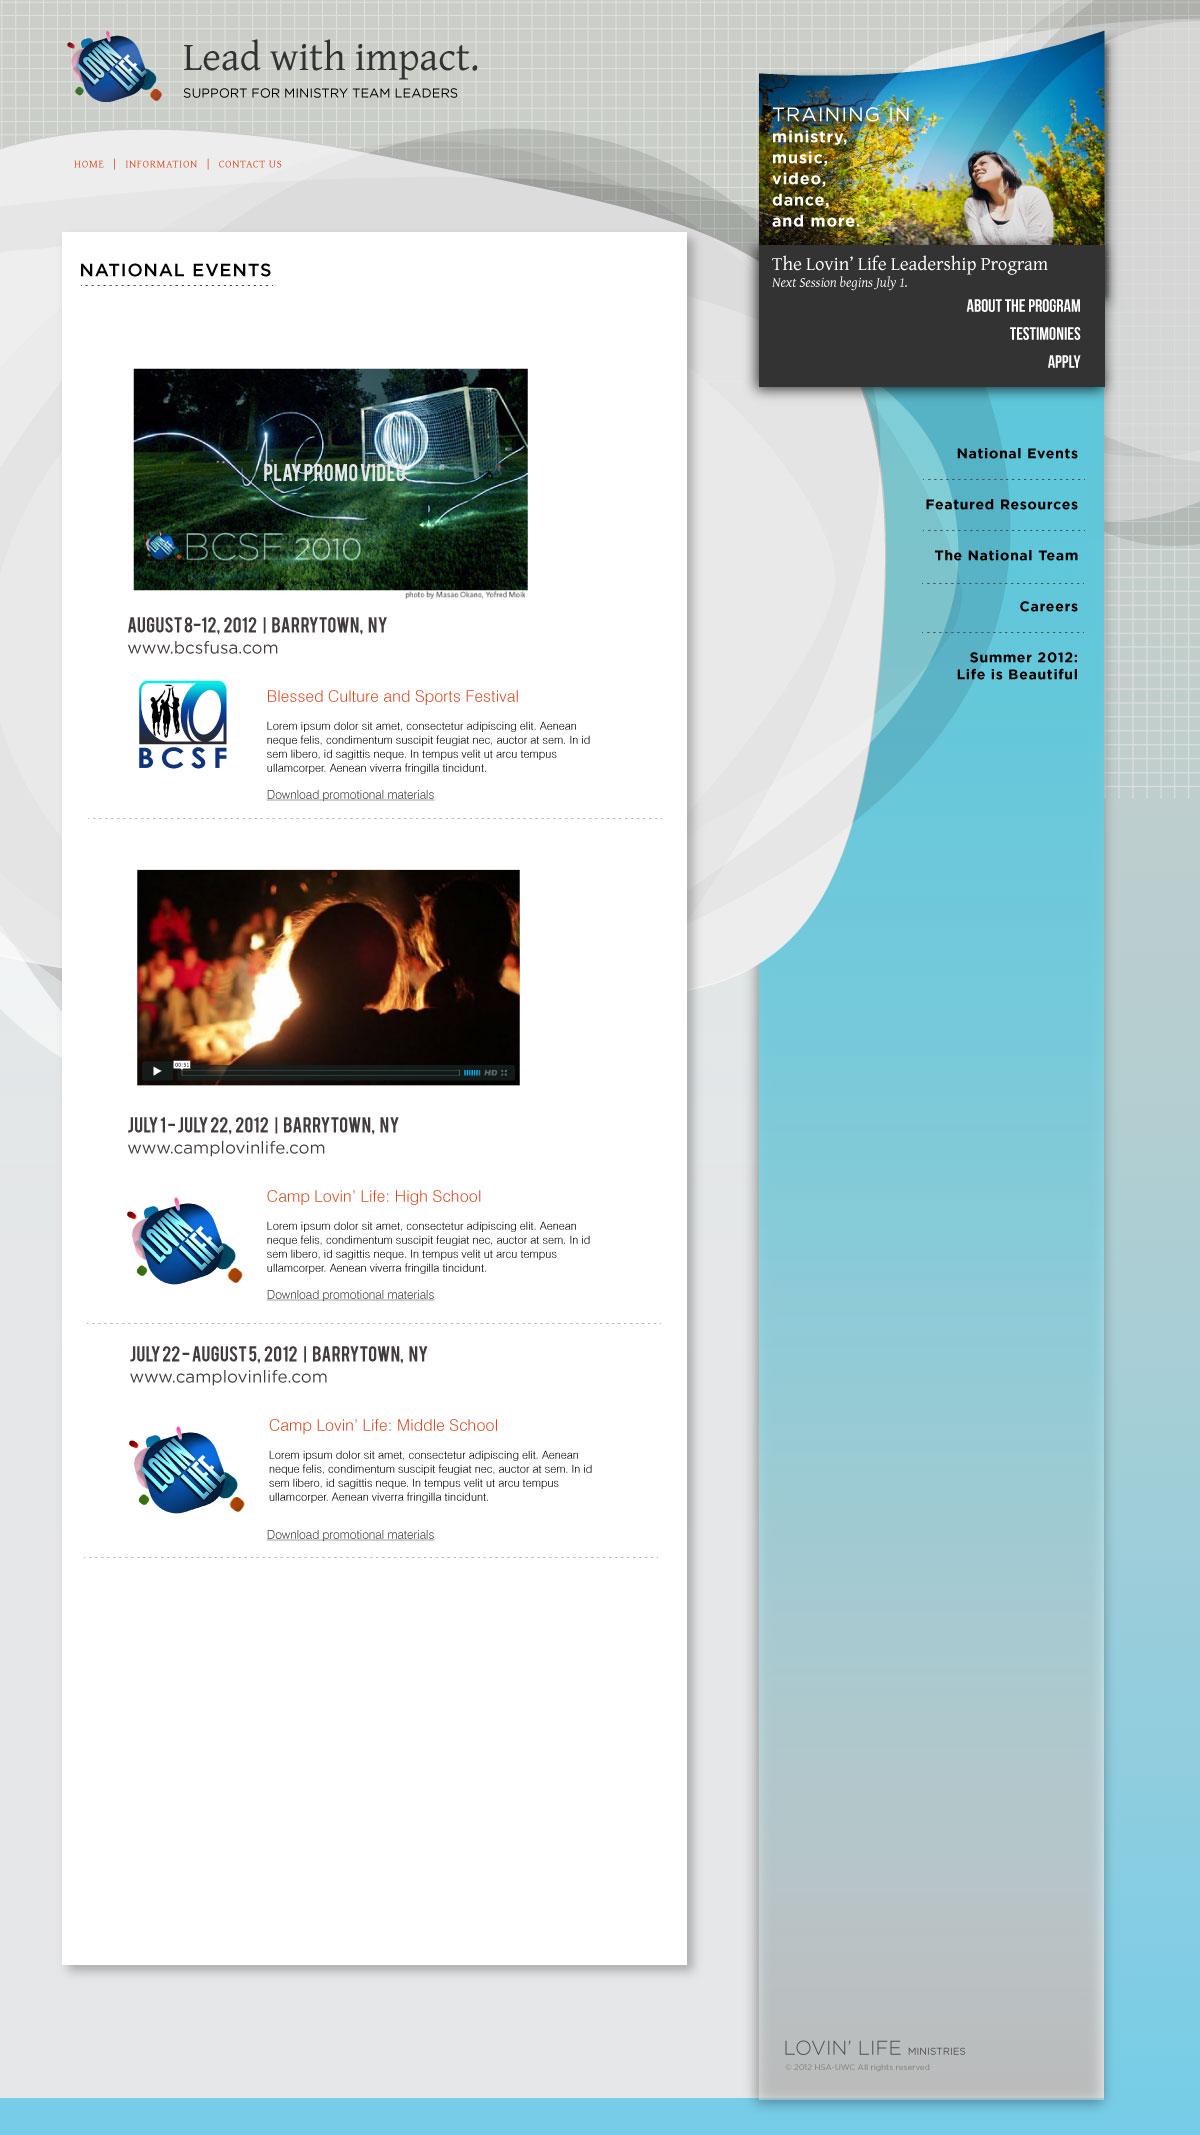 LOVIN' LIFE
Lead with impact.
SUPPORT FOR MINISTRY TEAM LEADERS
HOME | INFORMATION | CONTACT US
TRAINING IN
ministry,
music,
video,
dance,
and more.
The Lovin' Life Leadership Program
Next Session begins July 1.
ABOUT THE PROGRAM
TESTIMONIES
APPLY
National Events
Featured Resources
The National Team
Careers
Summer 2012:
Life is Beautiful
NATIONAL EVENTS
PLAY PROMO VIDEO
BCSF 2010
photo by Masao Okano, Yofred Moik
AUGUST 8-12, 2012 | BARRYTOWN, NY
www.bcsfusa.com
BCSF
Blessed Culture and Sports Festival
Lorem ipsum dolor sit amet, consectetur adipiscing elit. Aenean
neque felis, condimentum suscipit feugiat nec, auctor at sem. In id
sem libero, id sagittis neque. In tempus velit ut arcu tempus
ullamcorper. Aenean viverra fringilla tincidunt.
Download promotional materials
00:51
HD
JULY 1 - JULY 22, 2012 | BARRYTOWN, NY
www.camplovinlife.com
LOVIN' LIFE
Camp Lovin' Life: High School
Lorem ipsum dolor sit amet, consectetur adipiscing elit. Aenean
neque felis, condimentum suscipit feugiat nec, auctor at sem. In id
sem libero, id sagittis neque. In tempus velit ut arcu tempus
ullamcorper. Aenean viverra fringilla tincidunt.
Download promotional materials
JULY 22 - AUGUST 5, 2012 | BARRYTOWN, NY
www.camplovinlife.com
LOVIN' LIFE
Camp Lovin' Life: Middle School
Lorem ipsum dolor sit amet, consectetur adipiscing elit. Aenean
neque felis, condimentum suscipit feugiat nec, auctor at sem. In id
sem libero, id sagittis neque. In tempus velit ut arcu tempus
ullamcorper. Aenean viverra fringilla tincidunt.
Download promotional materials
LOVIN' LIFE MINISTRIES
© 2012 HSA-UWC All rights reserved